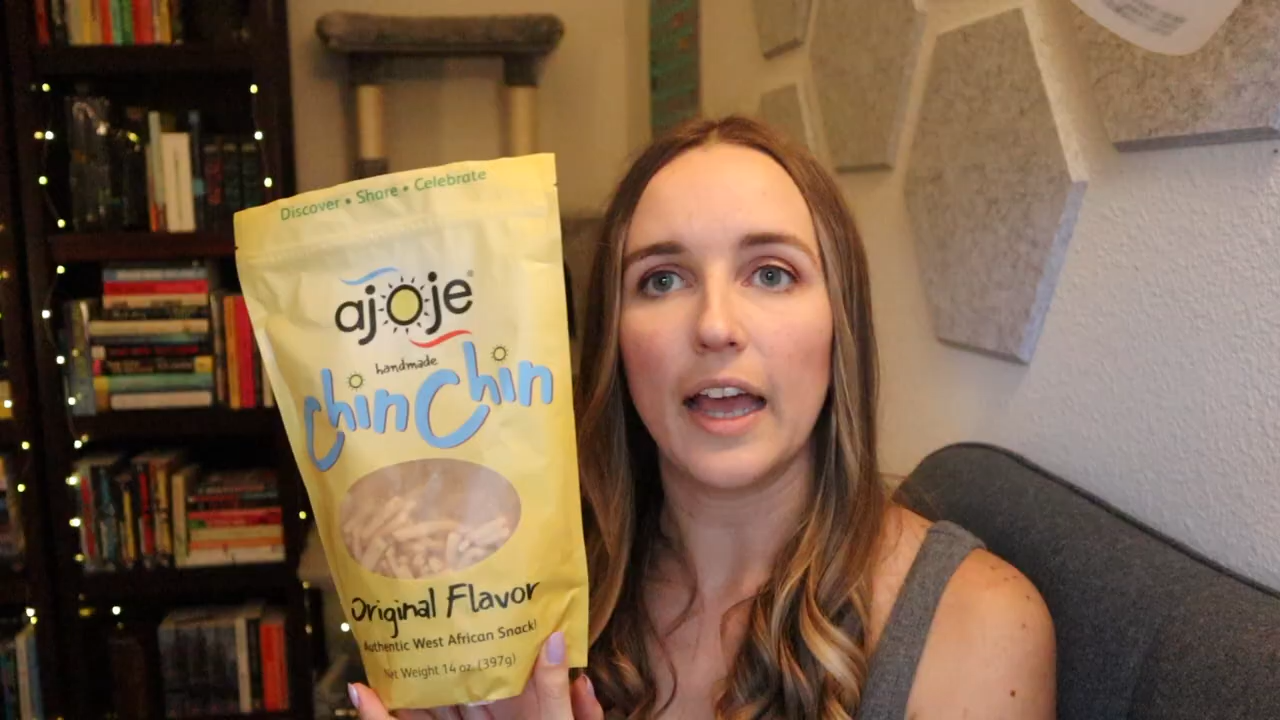 Discover • Share • Celebrate
ajoje®
handmade
Chin Chin
Original Flavor
Authentic West African Snack!
Net Weight 14 oz. (397g)